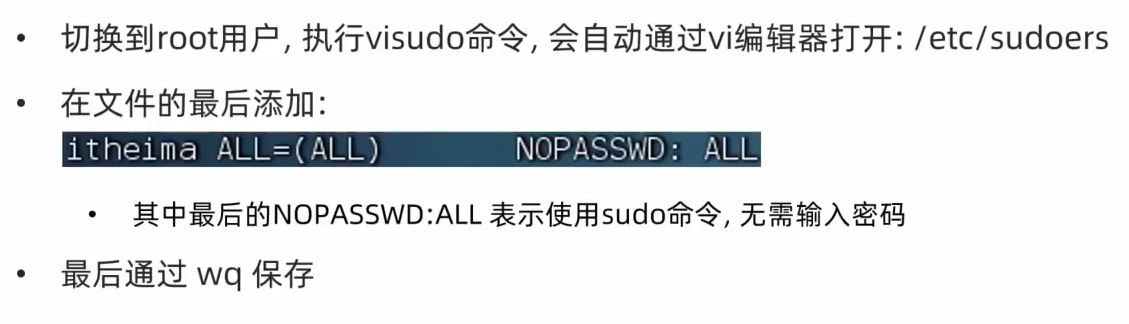 • 切换到root用户, 执行visudo命令, 会自动通过vi编辑器打开: /etc/sudoers
• 在文件的最后添加:
itheima ALL=(ALL)       NOPASSWD: ALL
• 其中最后的NOPASSWD:ALL 表示使用sudo命令, 无需输入密码
• 最后通过 wq 保存